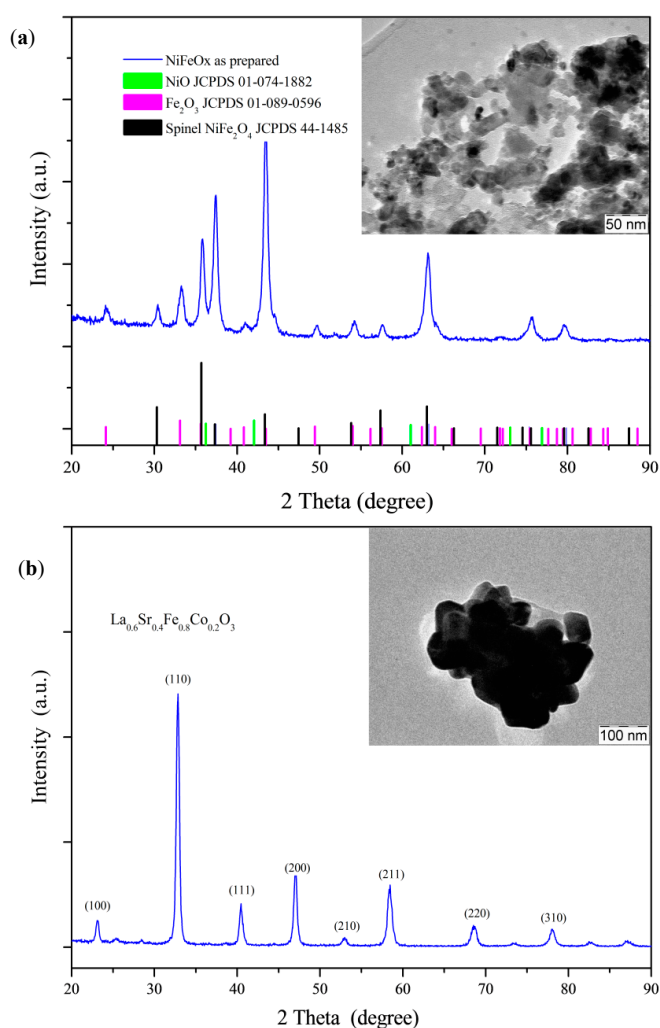 (a)
NiFeOx as prepared
NiO JCPDS 01-074-1882
Fe2O3 JCPDS 01-089-0596
Spinel NiFe2O4 JCPDS 44-1485
50 nm
Intensity (a.u.)
20 30 40 50 60 70 80 90
2 Theta (degree)
(b)
La0.6Sr0.4Fe0.8Co0.2O3
100 nm
(100)
(110)
(111)
(200)
(210)
(211)
(220)
(310)
Intensity (a.u.)
20 30 40 50 60 70 80 90
2 Theta (degree)